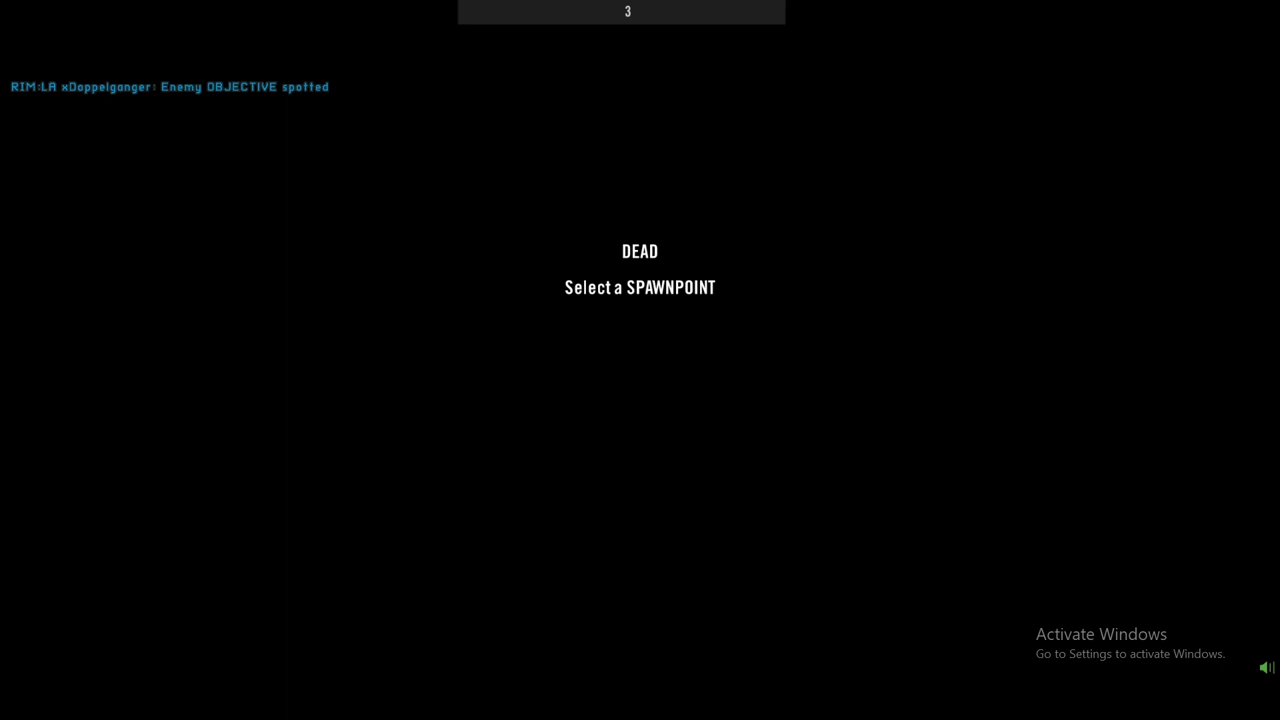 3
RIM:LA xDoppelganger: Enemy OBJECTIVE spotted
DEAD
Select a SPAWNPOINT
Activate Windows
Go to Settings to activate Windows.